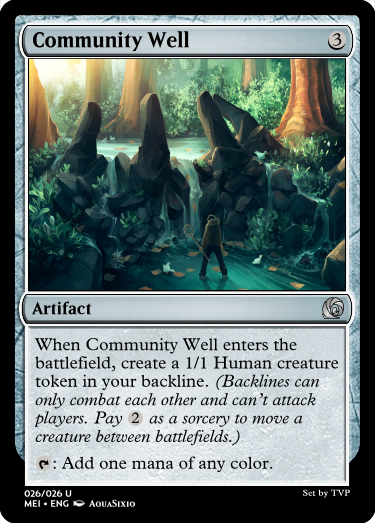 Community Well 3
Artifact
When Community Well enters the
battlefield, create a 1/1 Human creature
token in your backline. (Backlines can
only combat each other and can't attack
players. Pay 2 as a sorcery to move a
creature between battlefields.)
: Add one mana of any color.
026/026 U Set by TVP
MEI • ENG AquaSixio